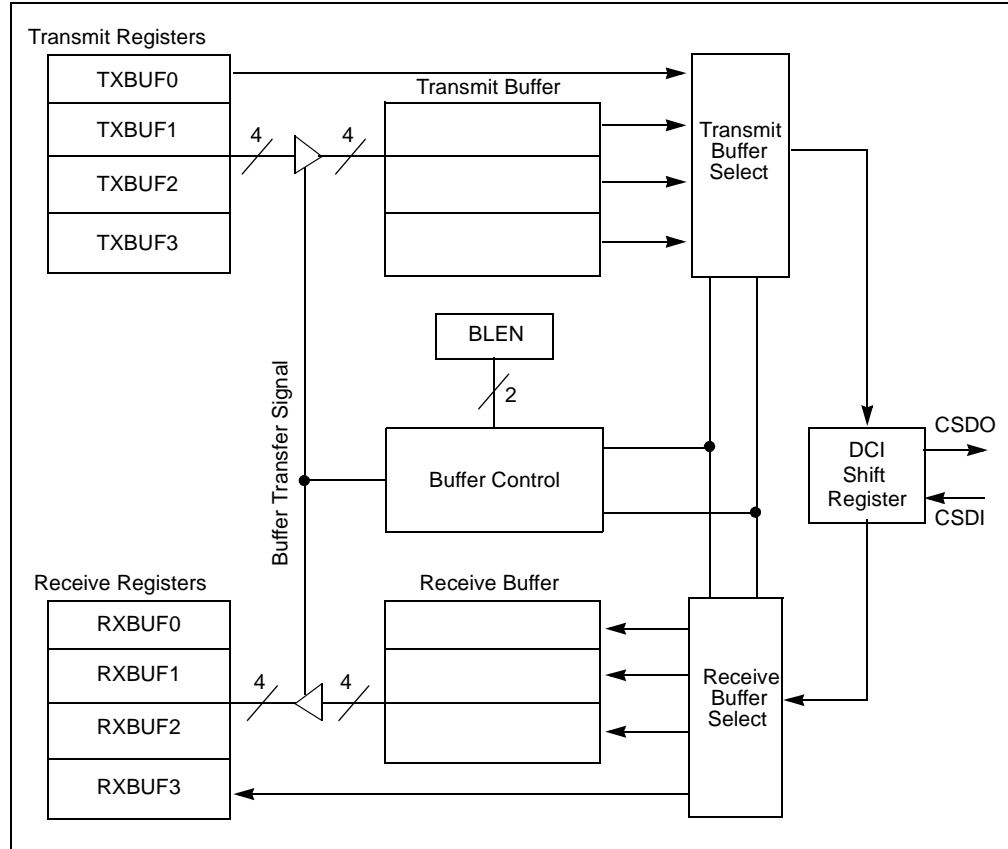 Transmit Registers
TXBUF0
TXBUF1
TXBUF2
TXBUF3
4
4
Transmit Buffer
Transmit
Buffer
Select
BLEN
2
Buffer Transfer Signal
Buffer Control
DCI
Shift
Register
CSDO
CSDI
Receive Registers
RXBUF0
RXBUF1
RXBUF2
RXBUF3
4
4
Receive Buffer
Receive
Buffer
Select